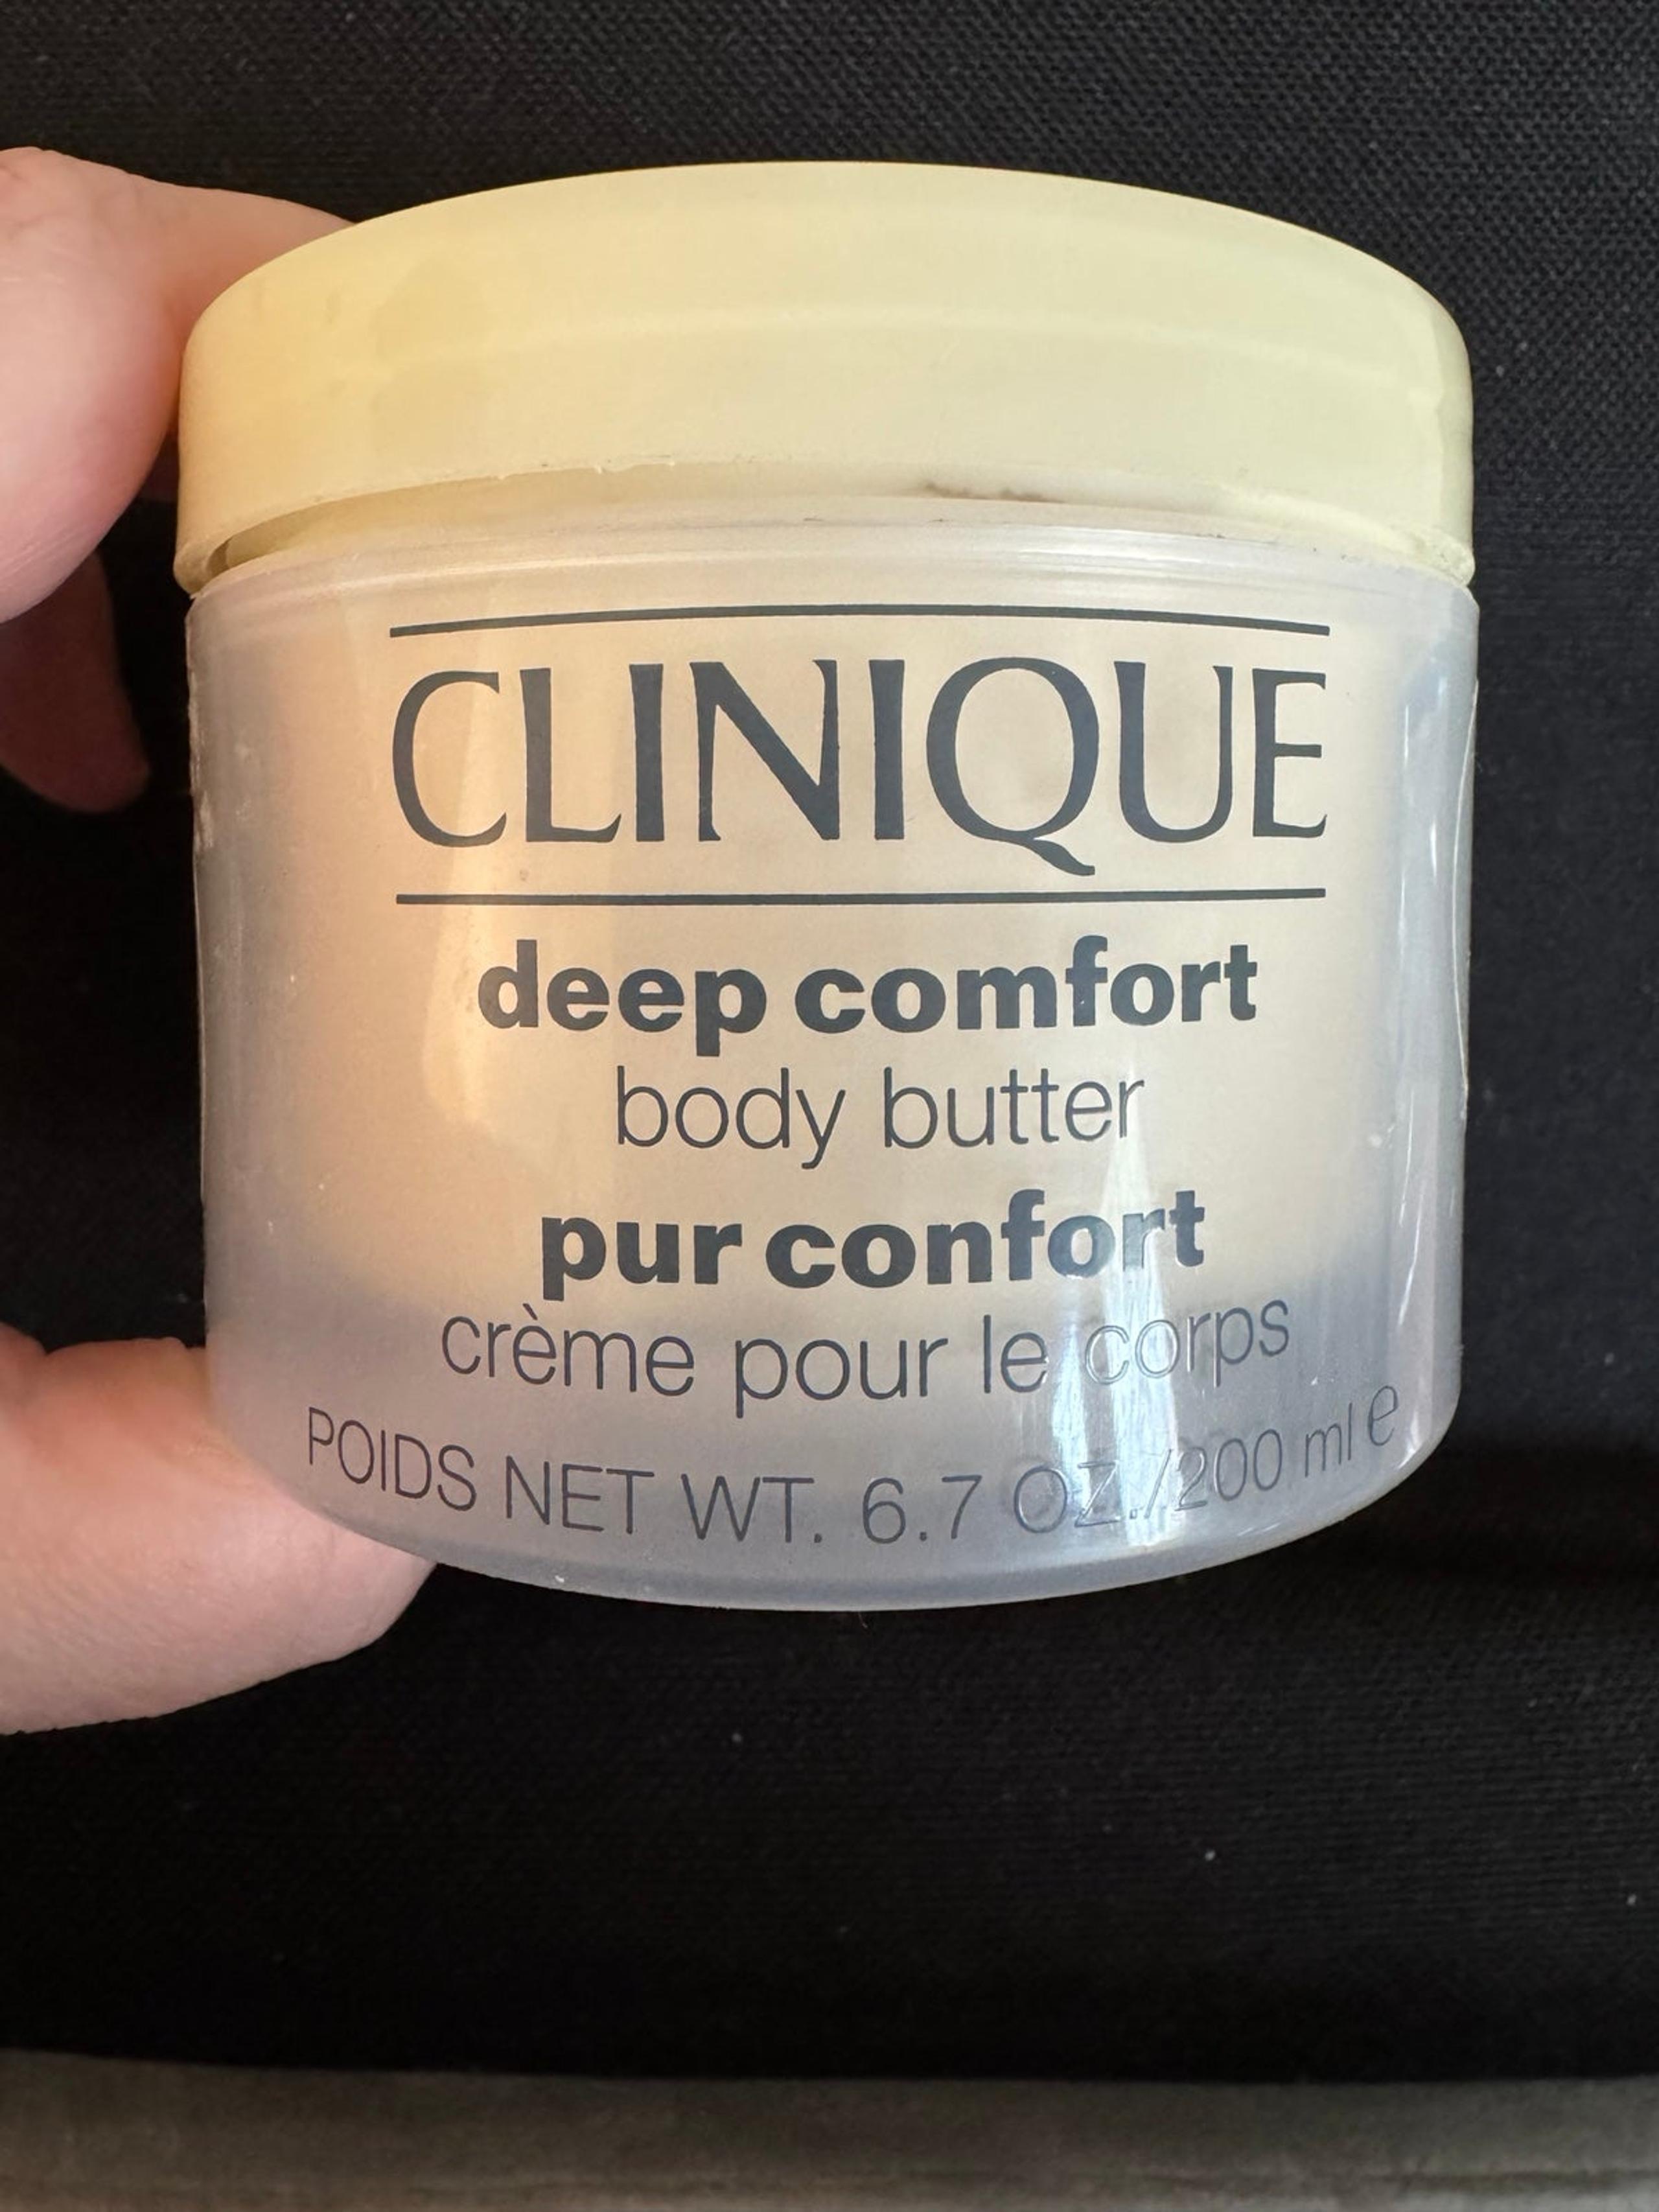 CLINIQUE
deep comfort
body butter
pur confort
crème pour le corps
POIDS NET WT. 6.7 OZ./200 ml ℮